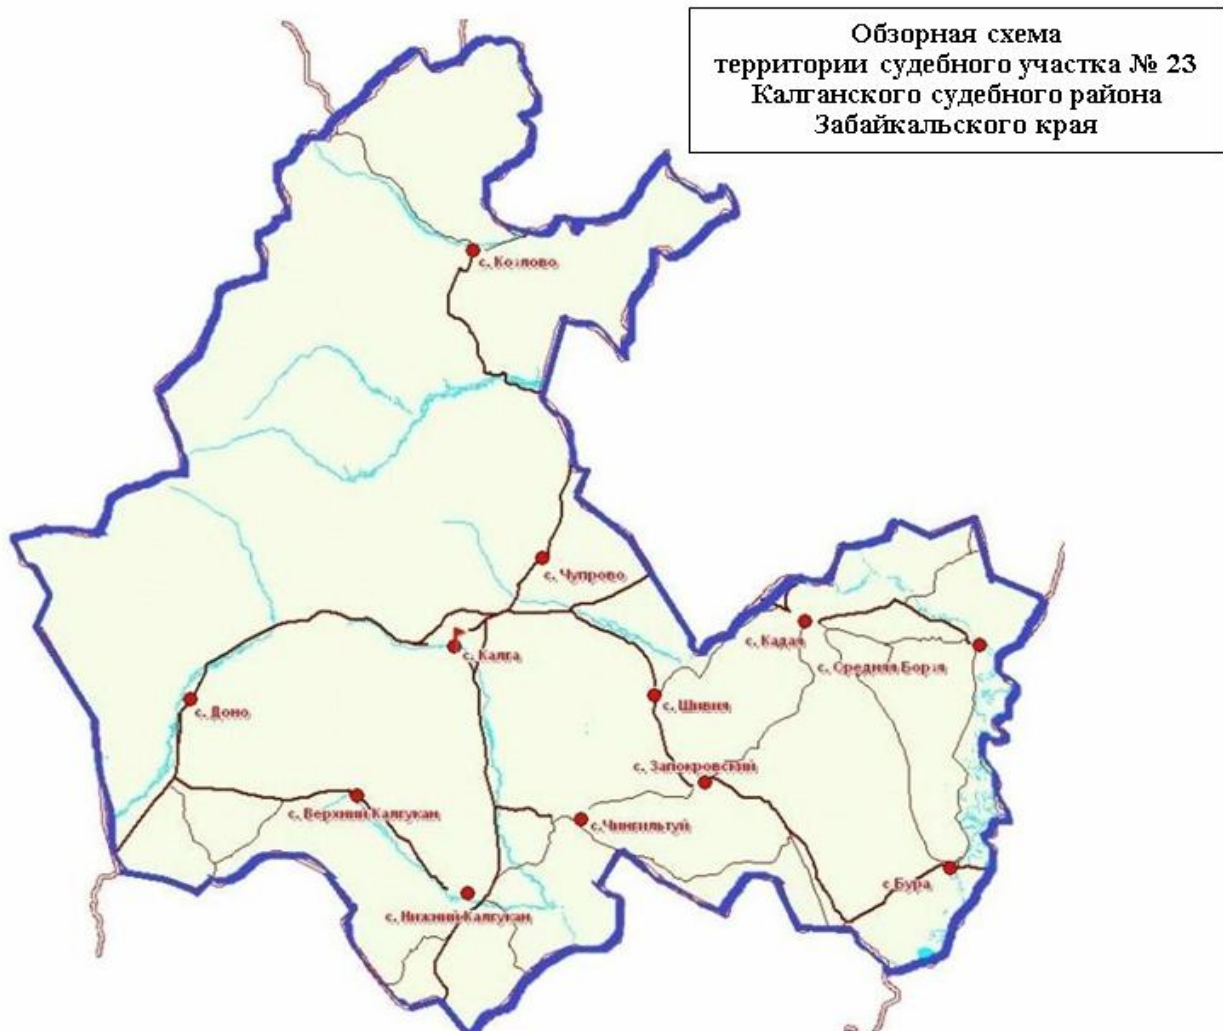 Обзорная схема
территории судебного участка № 23
Калганского судебного района
Забайкальского края
с. Козлово
с. Чупрово
с. Калга
с. Кадая
с. Средняя Борзя
с. Доно
с. Шивия
с. Запокровский
с. Верхний Калгукан
с.Чингильтуй
с.Бура
с. Нижний Калгукан